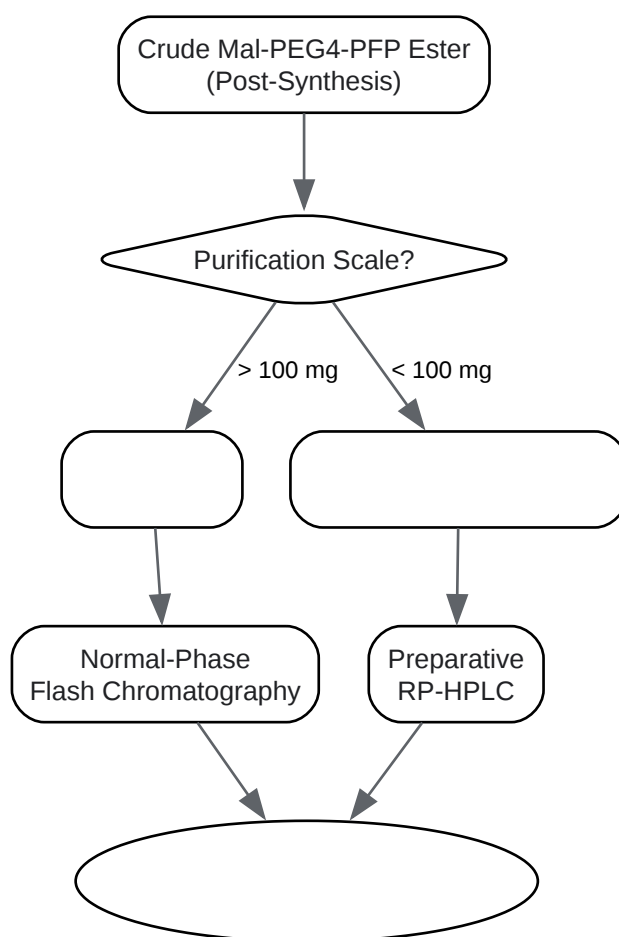 Crude Mal-PEG4-PFP Ester
(Post-Synthesis)
Purification Scale?
> 100 mg
< 100 mg
Normal-Phase
Flash Chromatography
Preparative
RP-HPLC